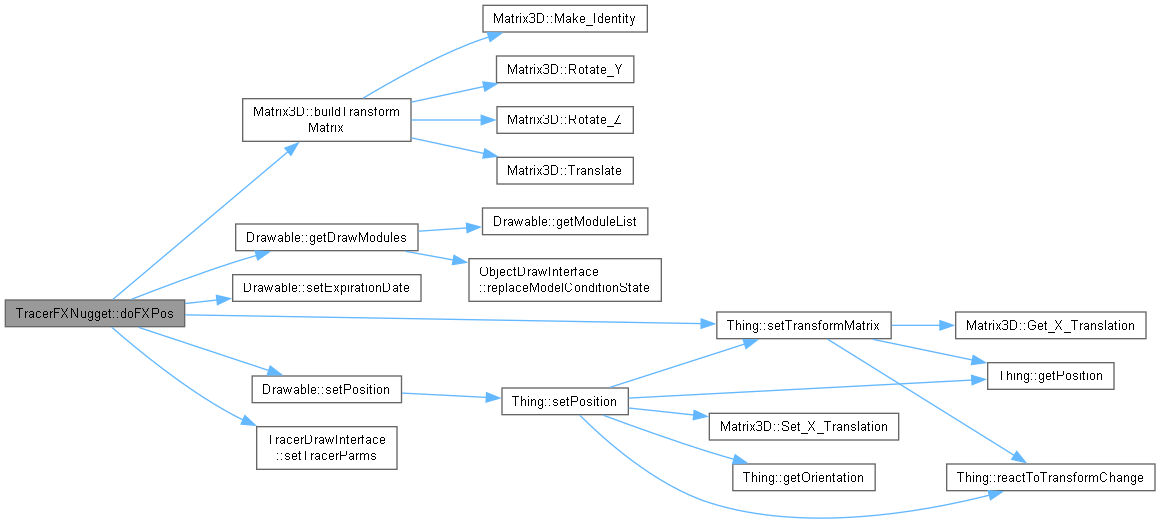 Matrix3D::Make_Identity
Matrix3D::Rotate_Y
Matrix3D::buildTransform
Matrix
Matrix3D::Rotate_Z
Matrix3D::Translate
Drawable::getModuleList
Drawable::getDrawModules
ObjectDrawInterface
::replaceModelConditionState
Drawable::setExpirationDate
TracerFXNugget::doFXPos
Thing::setTransformMatrix
Matrix3D::Get_X_Translation
Thing::getPosition
Drawable::setPosition
Thing::setPosition
Matrix3D::Set_X_Translation
TracerDrawInterface
::setTracerParms
Thing::getOrientation
Thing::reactToTransformChange